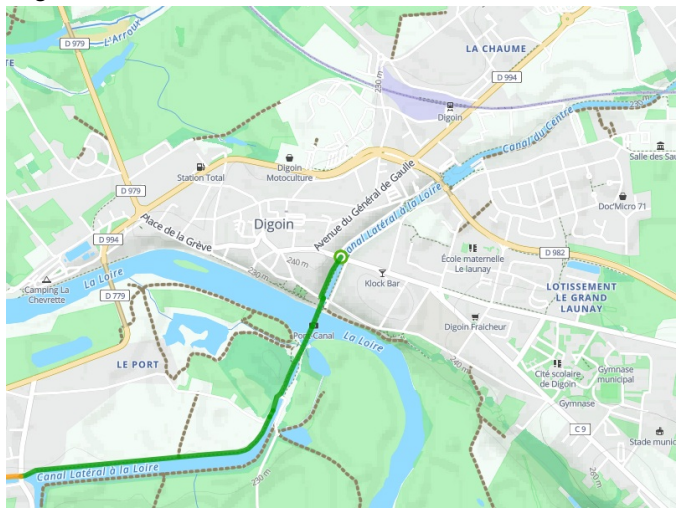 D 979
L'Arroux
LA CHAUME
D 994
230 m
Digoin
Canal du Centre
230 m
Salle des Sau
Station Total
Digoin
Motoculture
D 979
Doc'Micro 71
Avenue du Général de Gaulle
Place de la Grève
Digoin
Canal Latéral à la Loire
D 994
École maternelle
Le launay
D 982
240 m
230 m
La Loire
Camping La
Chevrette
D 779
Klock Bar
LOTISSEMENT
LE GRAND
LAUNAY
Pont-Canal
La Loire
Digoin Fraicheur
LE PORT
240 m
Cité scolaire
de Digoin
Gymnase
municipal
Gymnase
C 9
Stade munic
Canal Latéral à la Loire
230 m
260 m